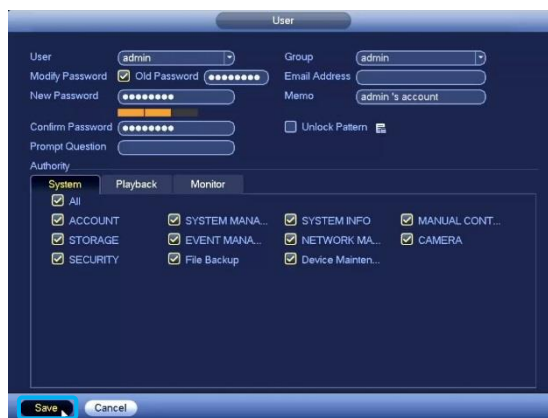 User
User admin Group admin
Modify Password Old Password ●●●●●●●● Email Address
New Password ●●●●●●●● Memo admin 's account
Confirm Password ●●●●●●●● Unlock Pattern
Prompt Question
Authority
System Playback Monitor
All
ACCOUNT SYSTEM MANA... SYSTEM INFO MANUAL CONT...
STORAGE EVENT MANA... NETWORK MA... CAMERA
SECURITY File Backup Device Mainten...
Save Cancel